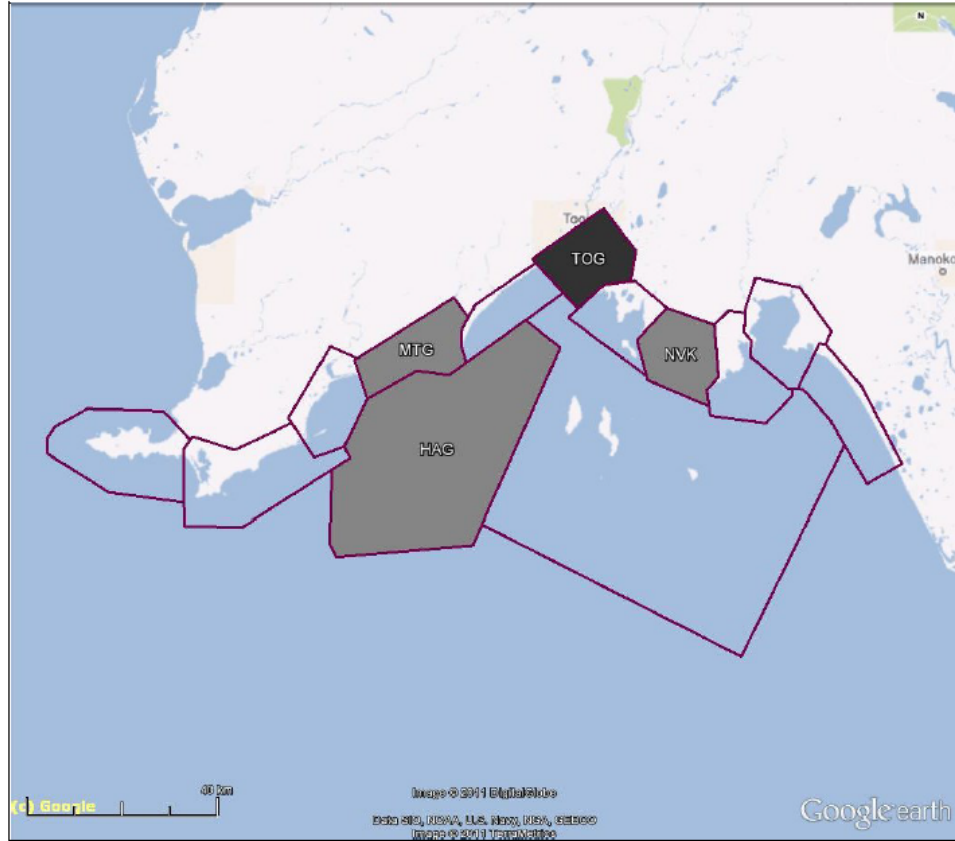 N
TOG
Manoko
MTG
NVK
HAG
40 km
(c) Google
Image © 2011 DigitalGlobe
Data SIO, NOAA, U.S. Navy, NGA, GEBCO
Image © 2011 TerraMetrics
Google earth